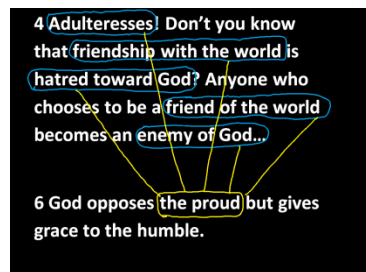 4 Adulteresses! Don't you know
that friendship with the world is
hatred toward God? Anyone who
chooses to be a friend of the world
becomes an enemy of God...
6 God opposes the proud but gives
grace to the humble.